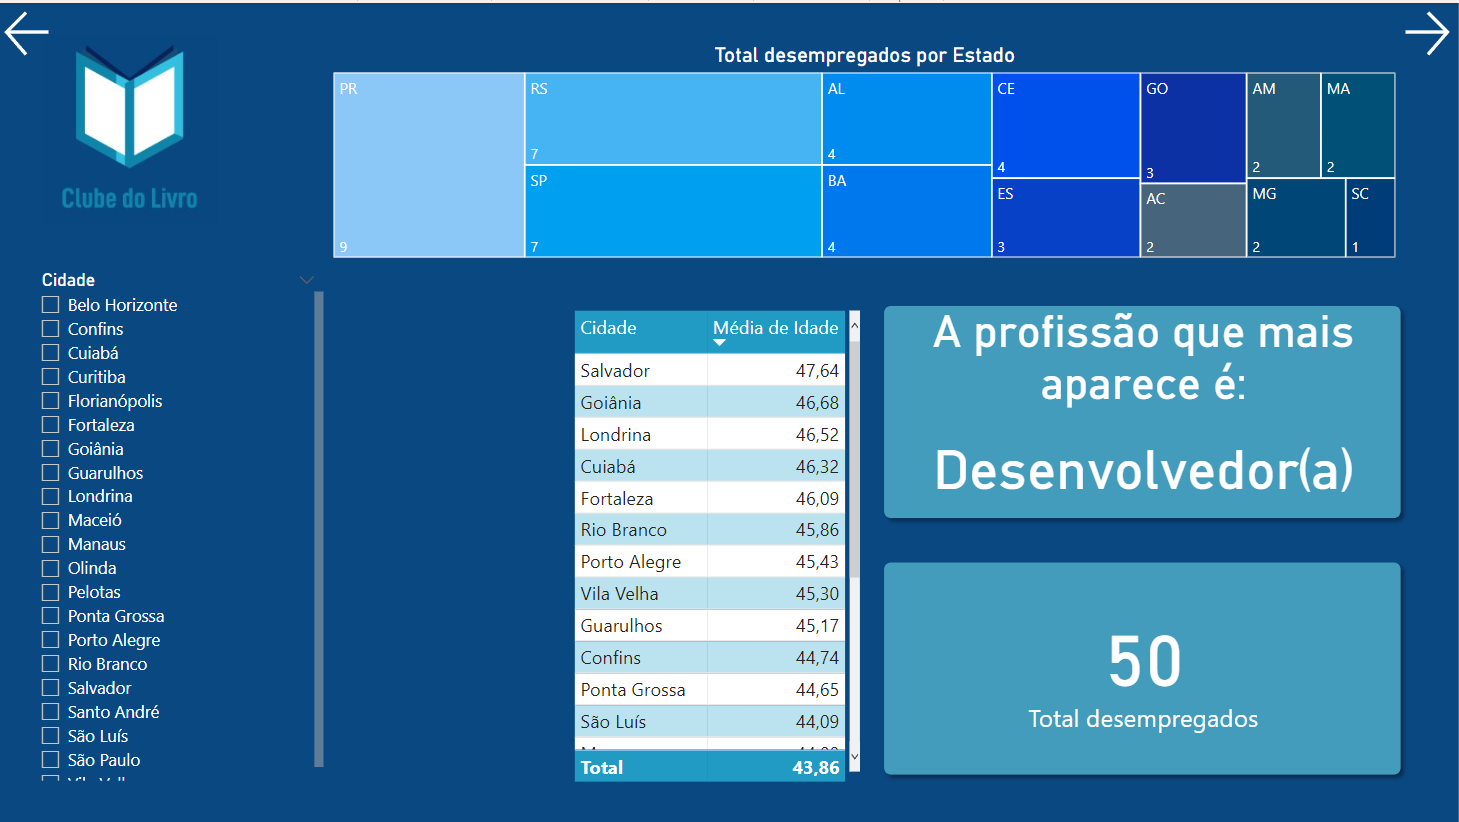 Clube do Livro
Total desempregados por Estado
PR
9
RS
7
SP
7
AL
4
BA
4
CE
4
ES
3
GO
3
AC
2
AM
2
MA
2
MG
2
SC
1
Cidade
Belo Horizonte
Confins
Cuiabá
Curitiba
Florianópolis
Fortaleza
Goiânia
Guarulhos
Londrina
Maceió
Manaus
Olinda
Pelotas
Ponta Grossa
Porto Alegre
Rio Branco
Salvador
Santo André
São Luís
São Paulo
Cidade Média de Idade
Salvador 47,64
Goiânia 46,68
Londrina 46,52
Cuiabá 46,32
Fortaleza 46,09
Rio Branco 45,86
Porto Alegre 45,43
Vila Velha 45,30
Guarulhos 45,17
Confins 44,74
Ponta Grossa 44,65
São Luís 44,09
Total 43,86
A profissão que mais
aparece é:
Desenvolvedor(a)
50
Total desempregados